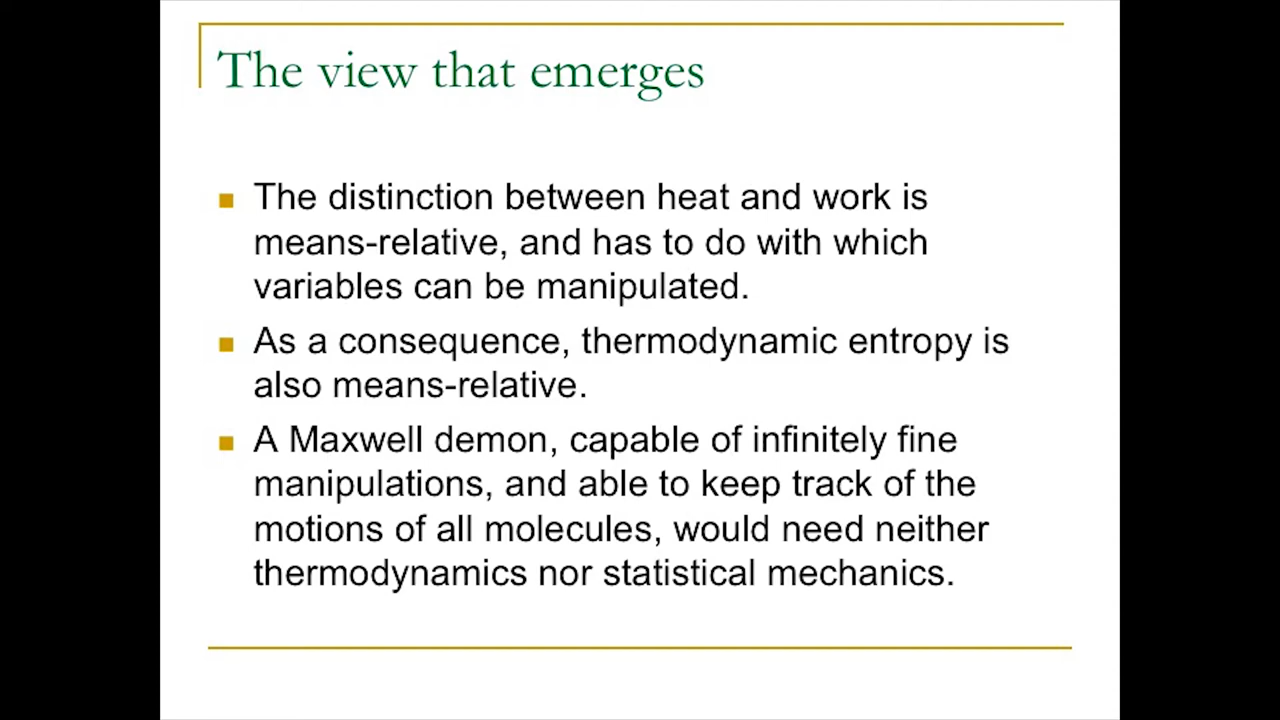 The view that emerges
The distinction between heat and work is
means-relative, and has to do with which
variables can be manipulated.
As a consequence, thermodynamic entropy is
also means-relative.
A Maxwell demon, capable of infinitely fine
manipulations, and able to keep track of the
motions of all molecules, would need neither
thermodynamics nor statistical mechanics.